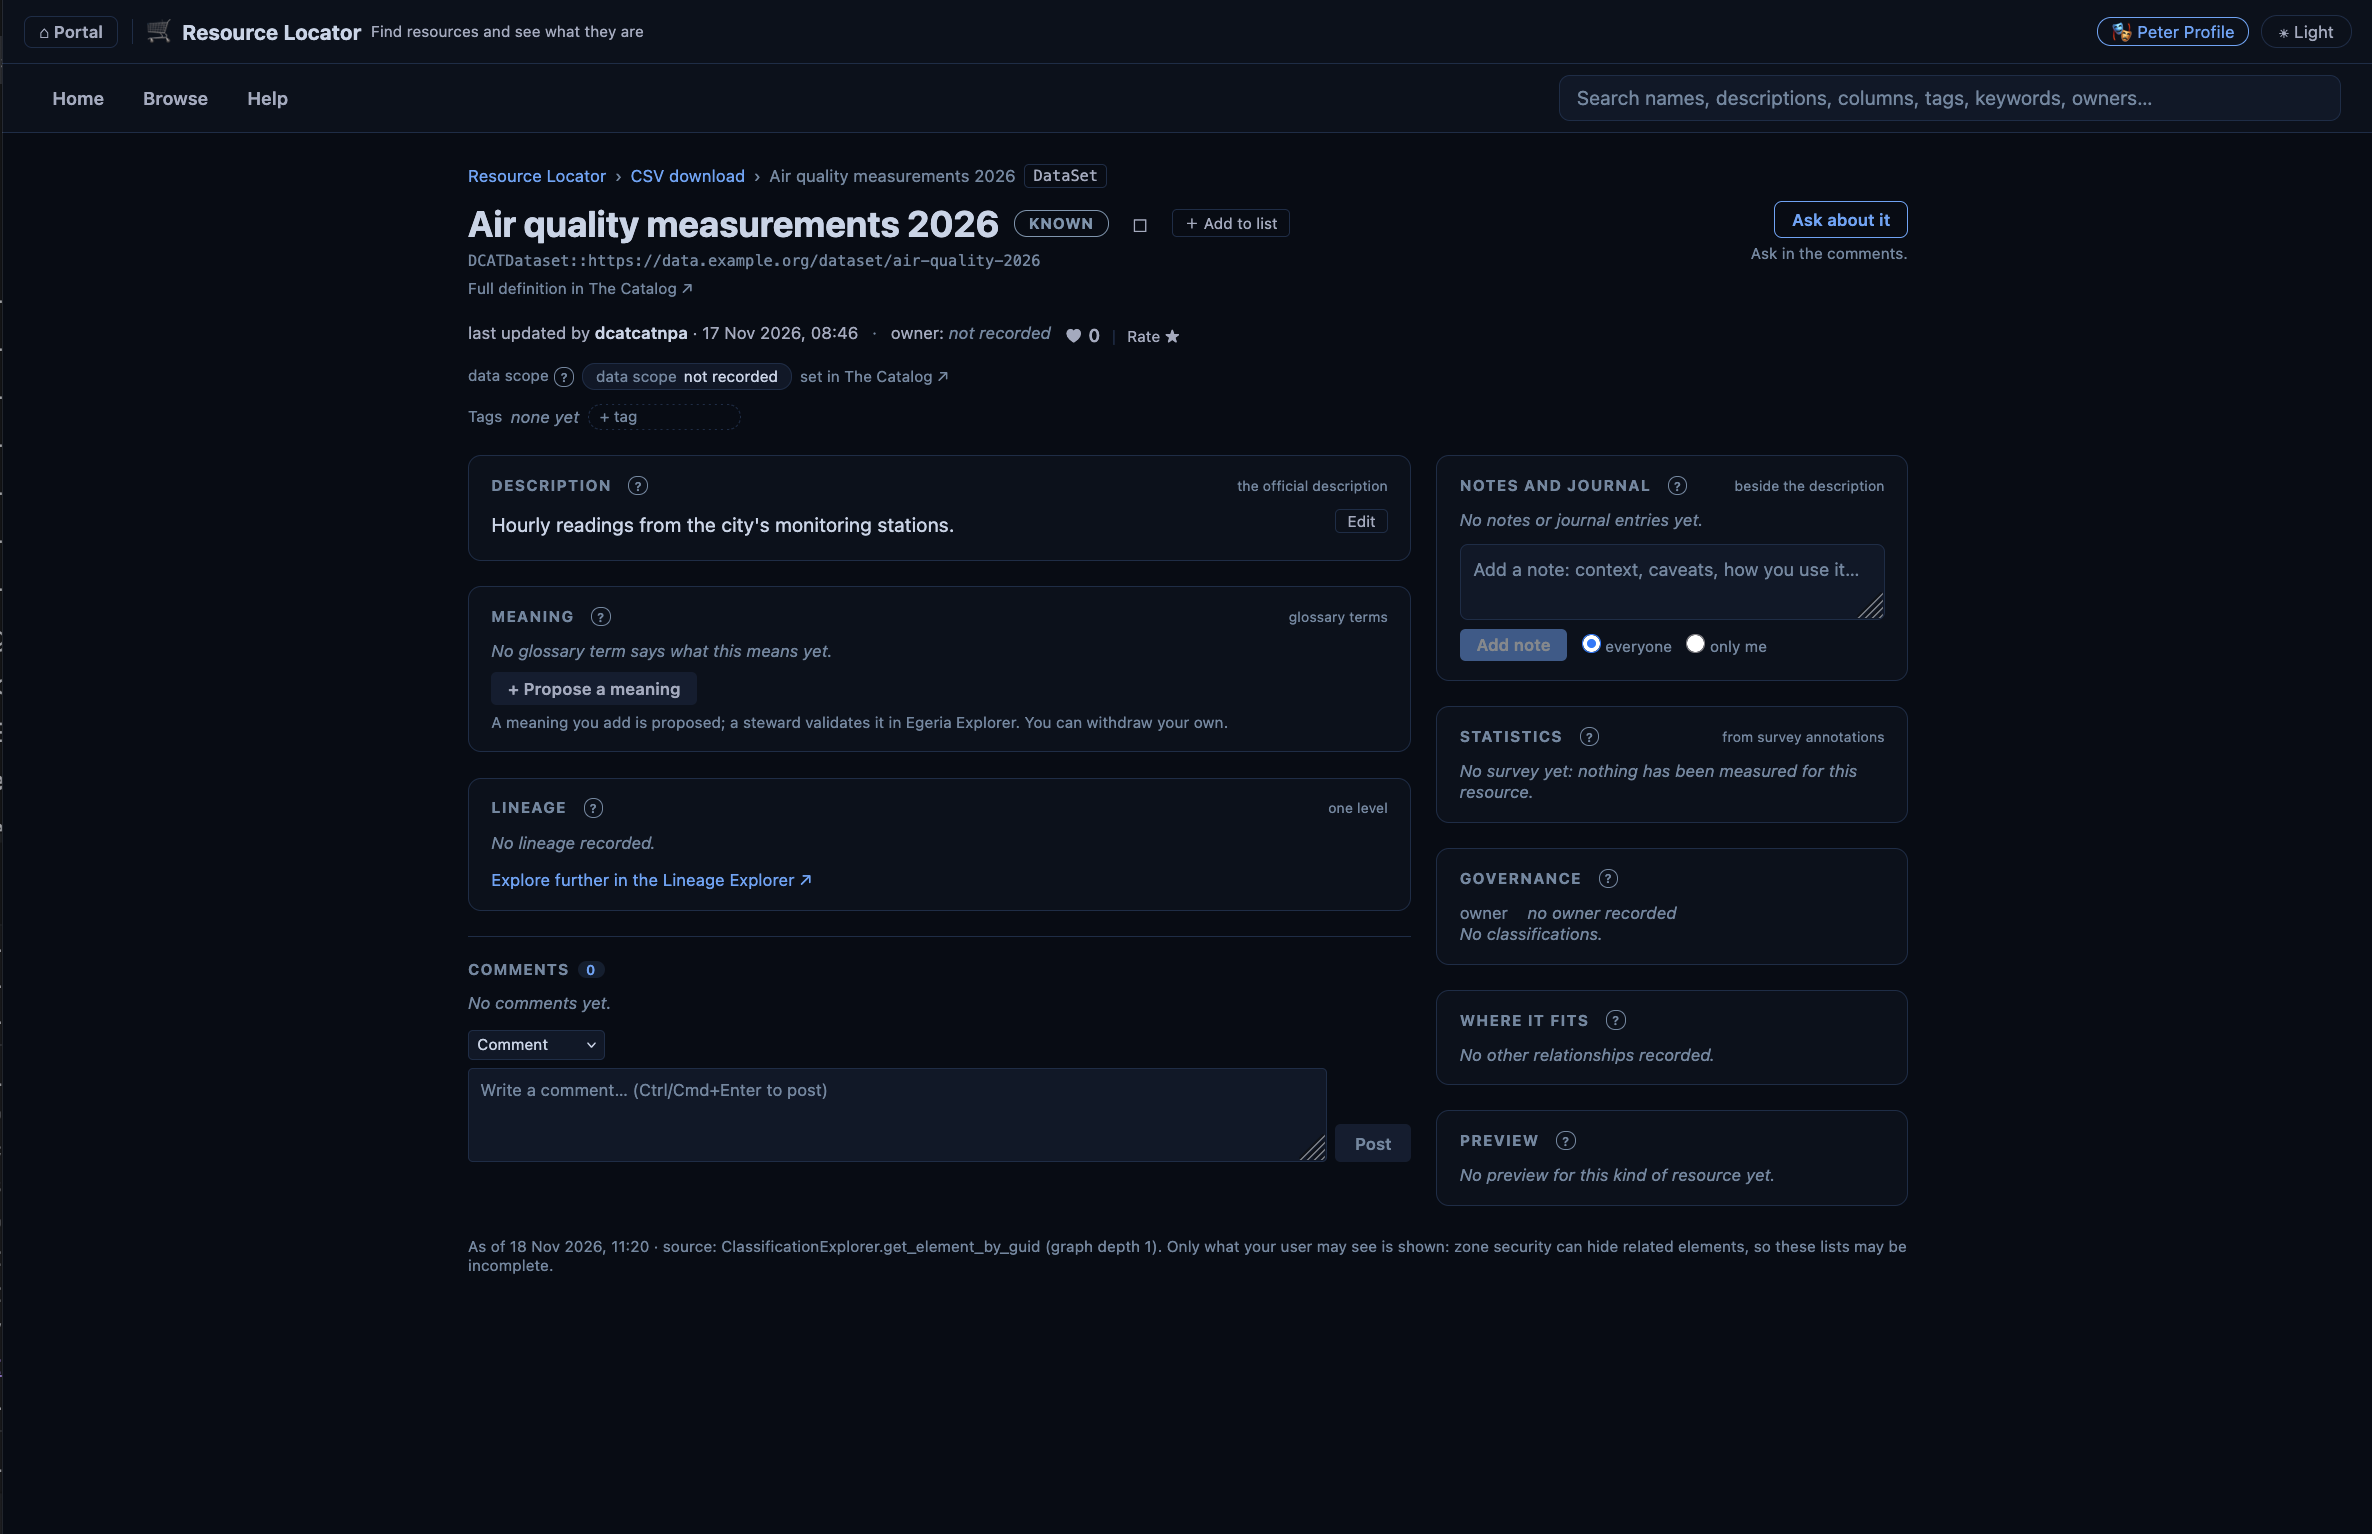 ⌂ Portal
Resource Locator Find resources and see what they are
Peter Profile
☀ Light
Home Browse Help
Search names, descriptions, columns, tags, keywords, owners...
Resource Locator › CSV download › Air quality measurements 2026 DataSet
Air quality measurements 2026 KNOWN + Add to list
Ask about it
DCATDataset::https://data.example.org/dataset/air-quality-2026
Ask in the comments.
Full definition in The Catalog ↗
last updated by dcatcatnpa · 17 Nov 2026, 08:46 · owner: not recorded ♥ 0 | Rate ★
data scope ? data scope not recorded set in The Catalog ↗
Tags none yet + tag
DESCRIPTION ? the official description
Hourly readings from the city's monitoring stations. Edit
MEANING ? glossary terms
No glossary term says what this means yet.
+ Propose a meaning
A meaning you add is proposed; a steward validates it in Egeria Explorer. You can withdraw your own.
LINEAGE ? one level
No lineage recorded.
Explore further in the Lineage Explorer ↗
COMMENTS 0
No comments yet.
Comment
Write a comment... (Ctrl/Cmd+Enter to post)
Post
NOTES AND JOURNAL ? beside the description
No notes or journal entries yet.
Add a note: context, caveats, how you use it...
Add note everyone only me
STATISTICS ? from survey annotations
No survey yet: nothing has been measured for this
resource.
GOVERNANCE ?
owner no owner recorded
No classifications.
WHERE IT FITS ?
No other relationships recorded.
PREVIEW ?
No preview for this kind of resource yet.
As of 18 Nov 2026, 11:20 · source: ClassificationExplorer.get_element_by_guid (graph depth 1). Only what your user may see is shown: zone security can hide related elements, so these lists may be
incomplete.